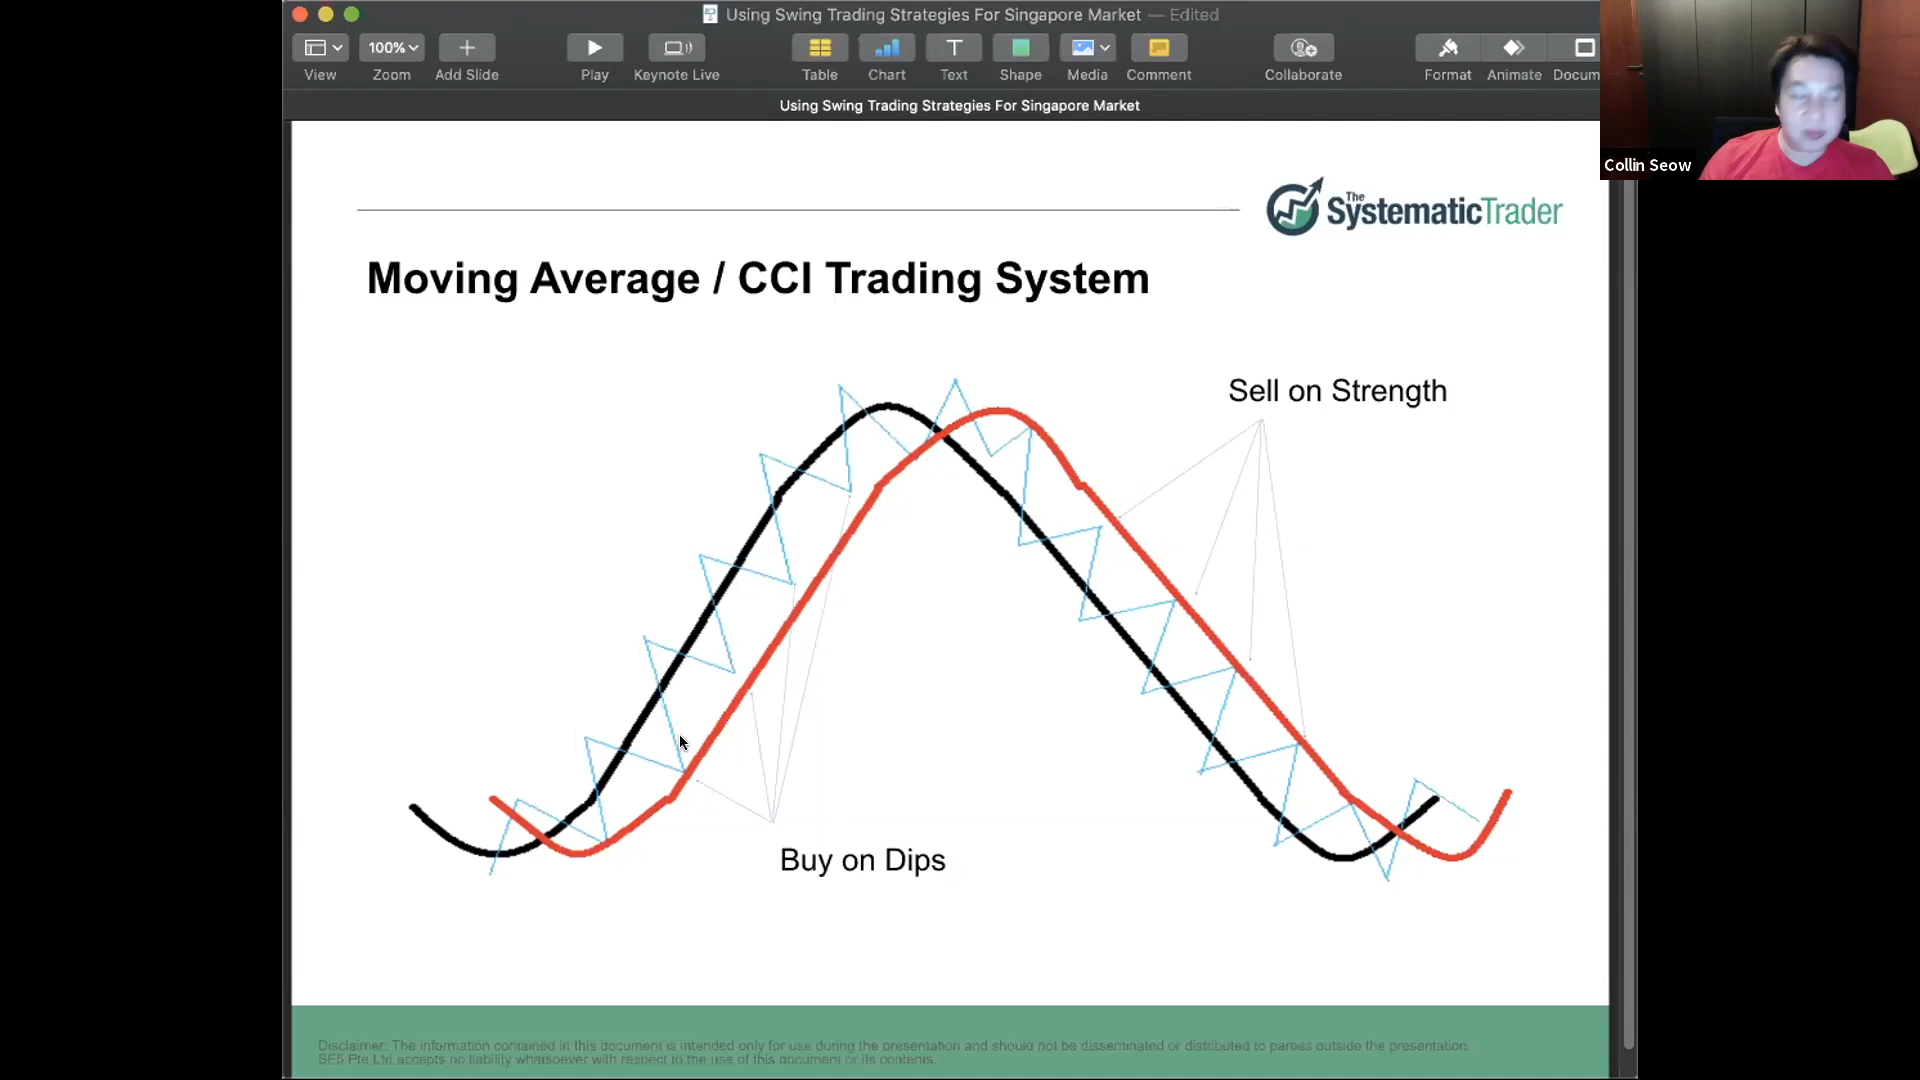 Using Swing Trading Strategies For Singapore Market — Edited
100%
View Zoom Add Slide Play Keynote Live Table Chart Text Shape Media Comment Collaborate Format Animate Docum
Using Swing Trading Strategies For Singapore Market
Collin Seow
The SystematicTrader
Moving Average / CCI Trading System
Sell on Strength
Buy on Dips
Disclaimer: The information contained in this document is intended only for use during the presentation and should not be disseminated or distributed to parties outside the presentation.
SE5 Pte Ltd accepts no liability whatsoever with respect to the use of this document or its contents.